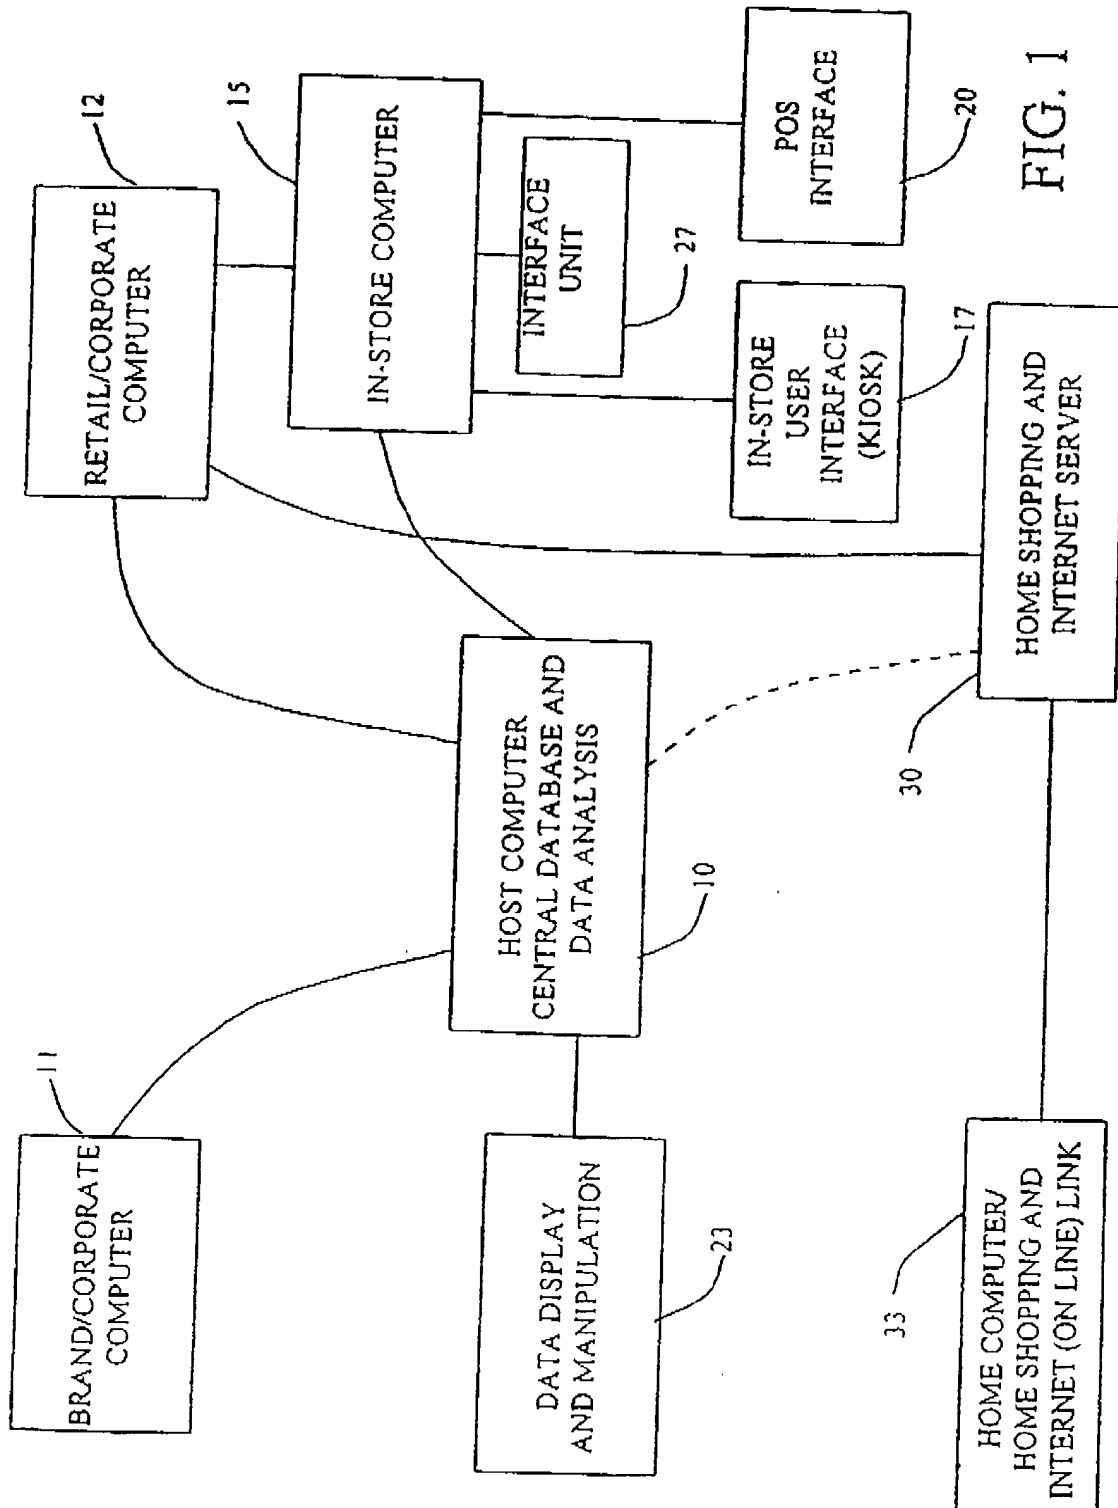 11
BRAND/CORPORATE
COMPUTER
12
RETAIL/CORPORATE
COMPUTER
15
IN-STORE COMPUTER
INTERFACE
UNIT
27
DATA DISPLAY
AND MANIPULATION
23
HOST COMPUTER
CENTRAL DATABASE AND
DATA ANALYSIS
10
IN-STORE
USER
INTERFACE
(KIOSK)
17
POS
INTERFACE
20
33
HOME COMPUTER/
HOME SHOPPING AND
INTERNET (ON LINE) LINK
30
HOME SHOPPING AND
INTERNET SERVER
FIG. 1